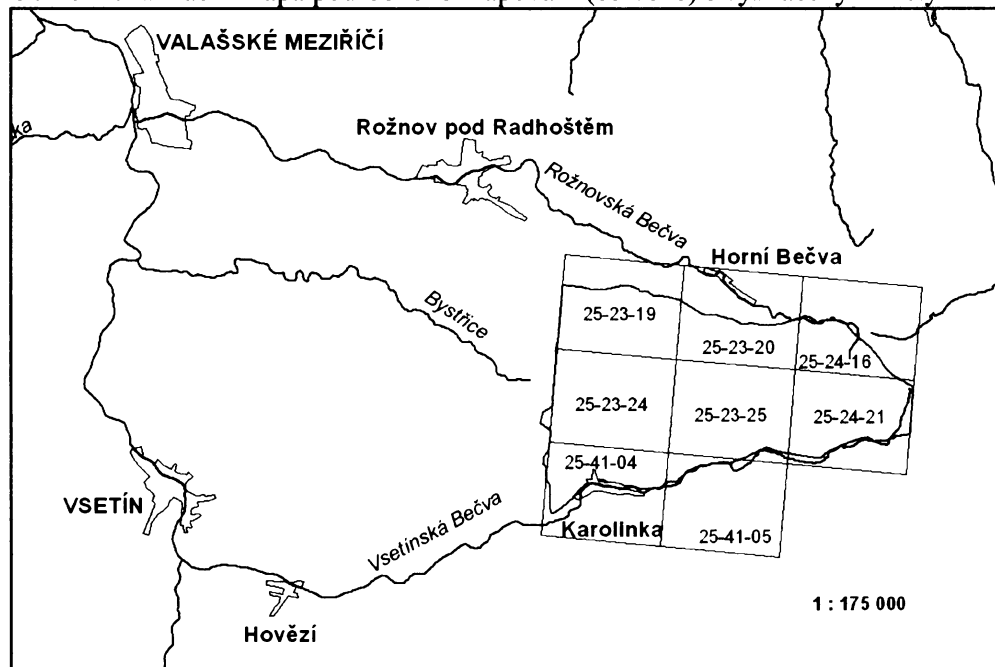 VALAŠSKÉ MEZIŘÍČÍ
Rožnov pod Radhoštěm
Rožnovská Bečva
Horní Bečva
Bystřice
25-23-19
25-23-20
25-24-16
25-23-24
25-23-25
25-24-21
25-41-04
VSETÍN
Vsetínská Bečva
Karolinka
25-41-05
1 : 175 000
Hovězí